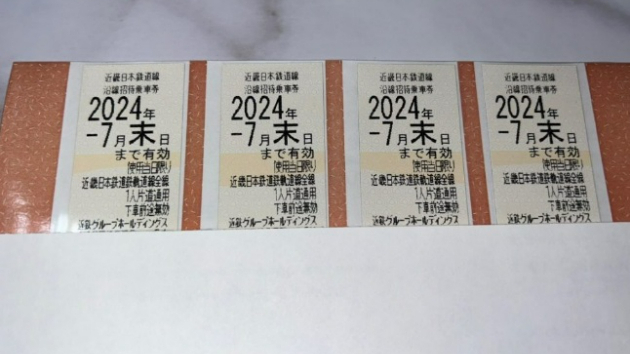 近畿日本鉄道線
沿線招待乗車券
2024年
-7月末日
まで有効
(使用当日限り)
近畿日本鉄道鉄軌道線全線
1人片道通用
下車前途無効
近鉄グループホールディングス
近畿日本鉄道線
沿線招待乗車券
2024年
-7月末日
まで有効
(使用当日限り)
近畿日本鉄道鉄軌道線全線
1人片道通用
下車前途無効
近鉄グループホールディングス
近畿日本鉄道線
沿線招待乗車券
2024年
-7月末日
まで有効
(使用当日限り)
近畿日本鉄道鉄軌道線全線
1人片道通用
下車前途無効
近鉄グループホールディングス
近畿日本鉄道線
沿線招待乗車券
2024年
-7月末日
まで有効
(使用当日限り)
近畿日本鉄道鉄軌道線全線
1人片道通用
下車前途無効
近鉄グループホールディングス